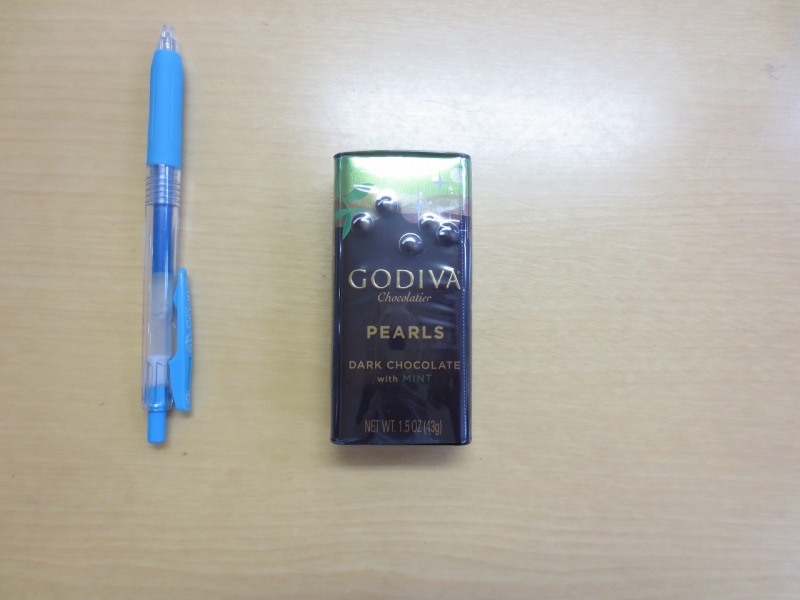 GODIVA
Chocolatier
PEARLS
DARK CHOCOLATE
with MINT
NET WT. 1.5 OZ (43g)